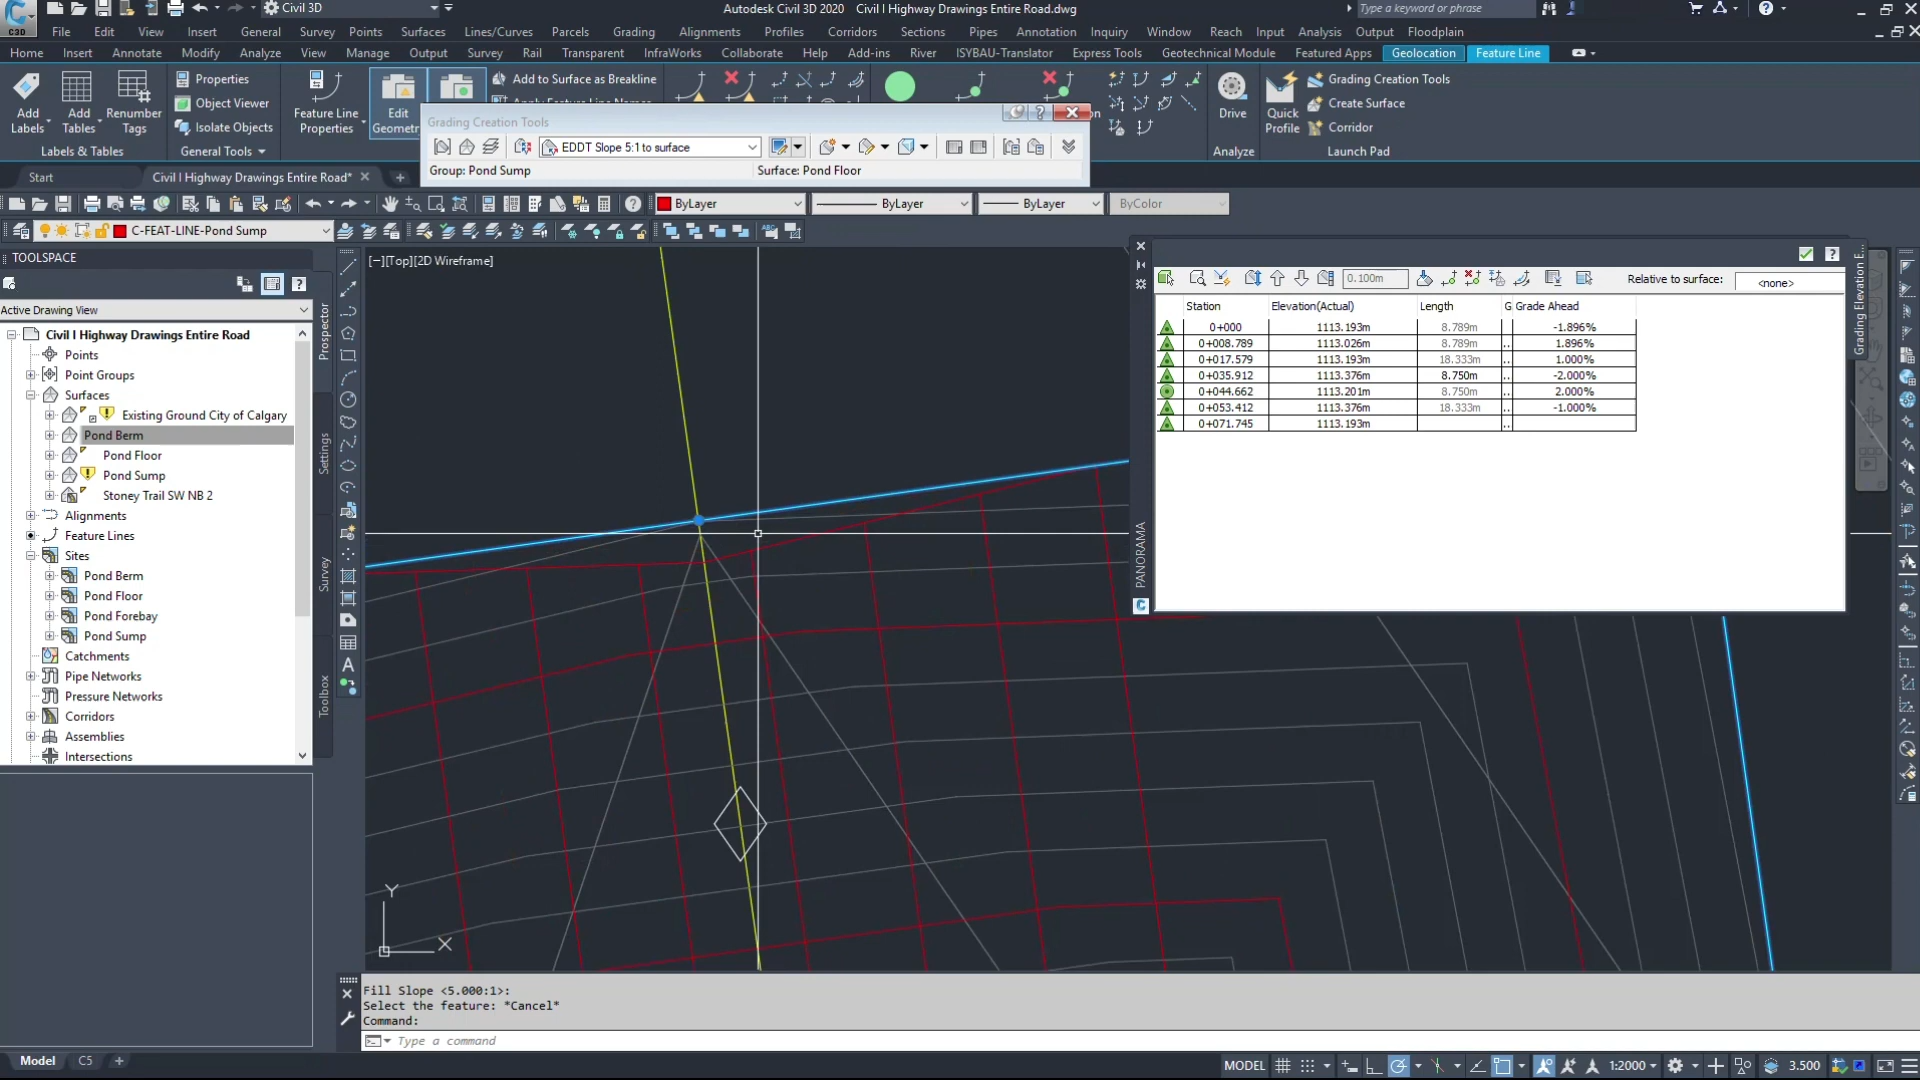 Civil 3D
Autodesk Civil 3D 2020 Civil I Highway Drawings Entire Road.dwg
Type a keyword or phrase
C3D
File Edit View Insert General Survey Points Surfaces Lines/Curves Parcels Grading Alignments Profiles Corridors Sections Pipes Annotation Inquiry Window Reach Input Analysis Output Floodplain
Home Insert Annotate Modify Analyze View Manage Output Survey Rail Transparent InfraWorks Collaborate Help Add-ins River ISYBAU-Translator Express Tools Geotechnical Module Featured Apps Geolocation Feature Line
Add Labels
Add Tables
Renumber Tags
Labels & Tables
Properties
Object Viewer
Isolate Objects
General Tools
Feature Line Properties
Edit Geometry
Add to Surface as Breakline
Drive
Analyze
Quick Profile
Grading Creation Tools
Create Surface
Corridor
Launch Pad
Grading Creation Tools
EDDT Slope 5:1 to surface
Group: Pond Sump
Surface: Pond Floor
Start
Civil I Highway Drawings Entire Road*
ByLayer
ByLayer
ByLayer
ByColor
C-FEAT-LINE-Pond Sump
TOOLSPACE
Active Drawing View
Civil I Highway Drawings Entire Road
Points
Point Groups
Surfaces
Existing Ground City of Calgary
Pond Berm
Pond Floor
Pond Sump
Stoney Trail SW NB 2
Alignments
Feature Lines
Sites
Pond Berm
Pond Floor
Pond Forebay
Pond Sump
Catchments
Pipe Networks
Pressure Networks
Corridors
Assemblies
Intersections
Prospector
Settings
Survey
Toolbox
[−][Top][2D Wireframe]
PANORAMA
Grading Elevation E...
0.100m
Relative to surface:
<none>
Station Elevation(Actual) Length G Grade Ahead
0+000 1113.193m 8.789m -1.896%
0+008.789 1113.026m 8.789m .. 1.896%
0+017.579 1113.193m 18.333m .. 1.000%
0+035.912 1113.376m 8.750m .. -2.000%
0+044.662 1113.201m 8.750m .. 2.000%
0+053.412 1113.376m 18.333m .. -1.000%
0+071.745 1113.193m ..
Y
X
Fill Slope <5.000:1>:
Select the feature: *Cancel*
Command:
Type a command
Model
C5
MODEL
1:2000
3.500